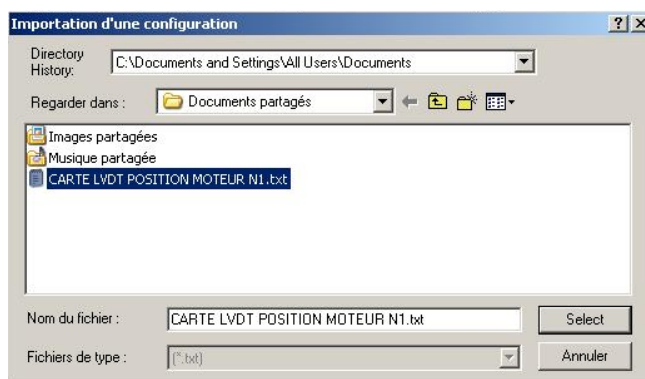 Importation d'une configuration
Directory
History:
C:\Documents and Settings\All Users\Documents
Regarder dans :
Documents partagés
Images partagées
Musique partagée
CARTE LVDT POSITION MOTEUR N1.txt
Nom du fichier :
CARTE LVDT POSITION MOTEUR N1.txt
Select
Fichiers de type :
(*.txt)
Annuler